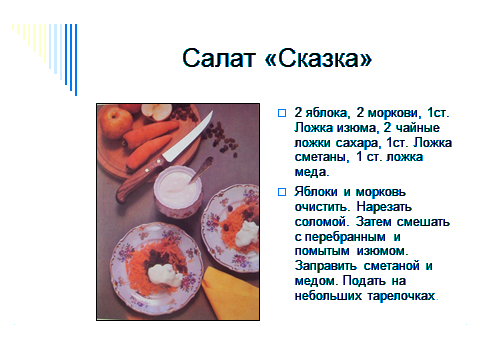 Салат «Сказка»
2 яблока, 2 моркови, 1ст.
Ложка изюма, 2 чайные
ложки сахара, 1ст. Ложка
сметаны, 1 ст. ложка
меда.
Яблоки и морковь
очистить. Нарезать
соломой. Затем смешать
с перебранным и
помытым изюмом.
Заправить сметаной и
медом. Подать на
небольших тарелочках.